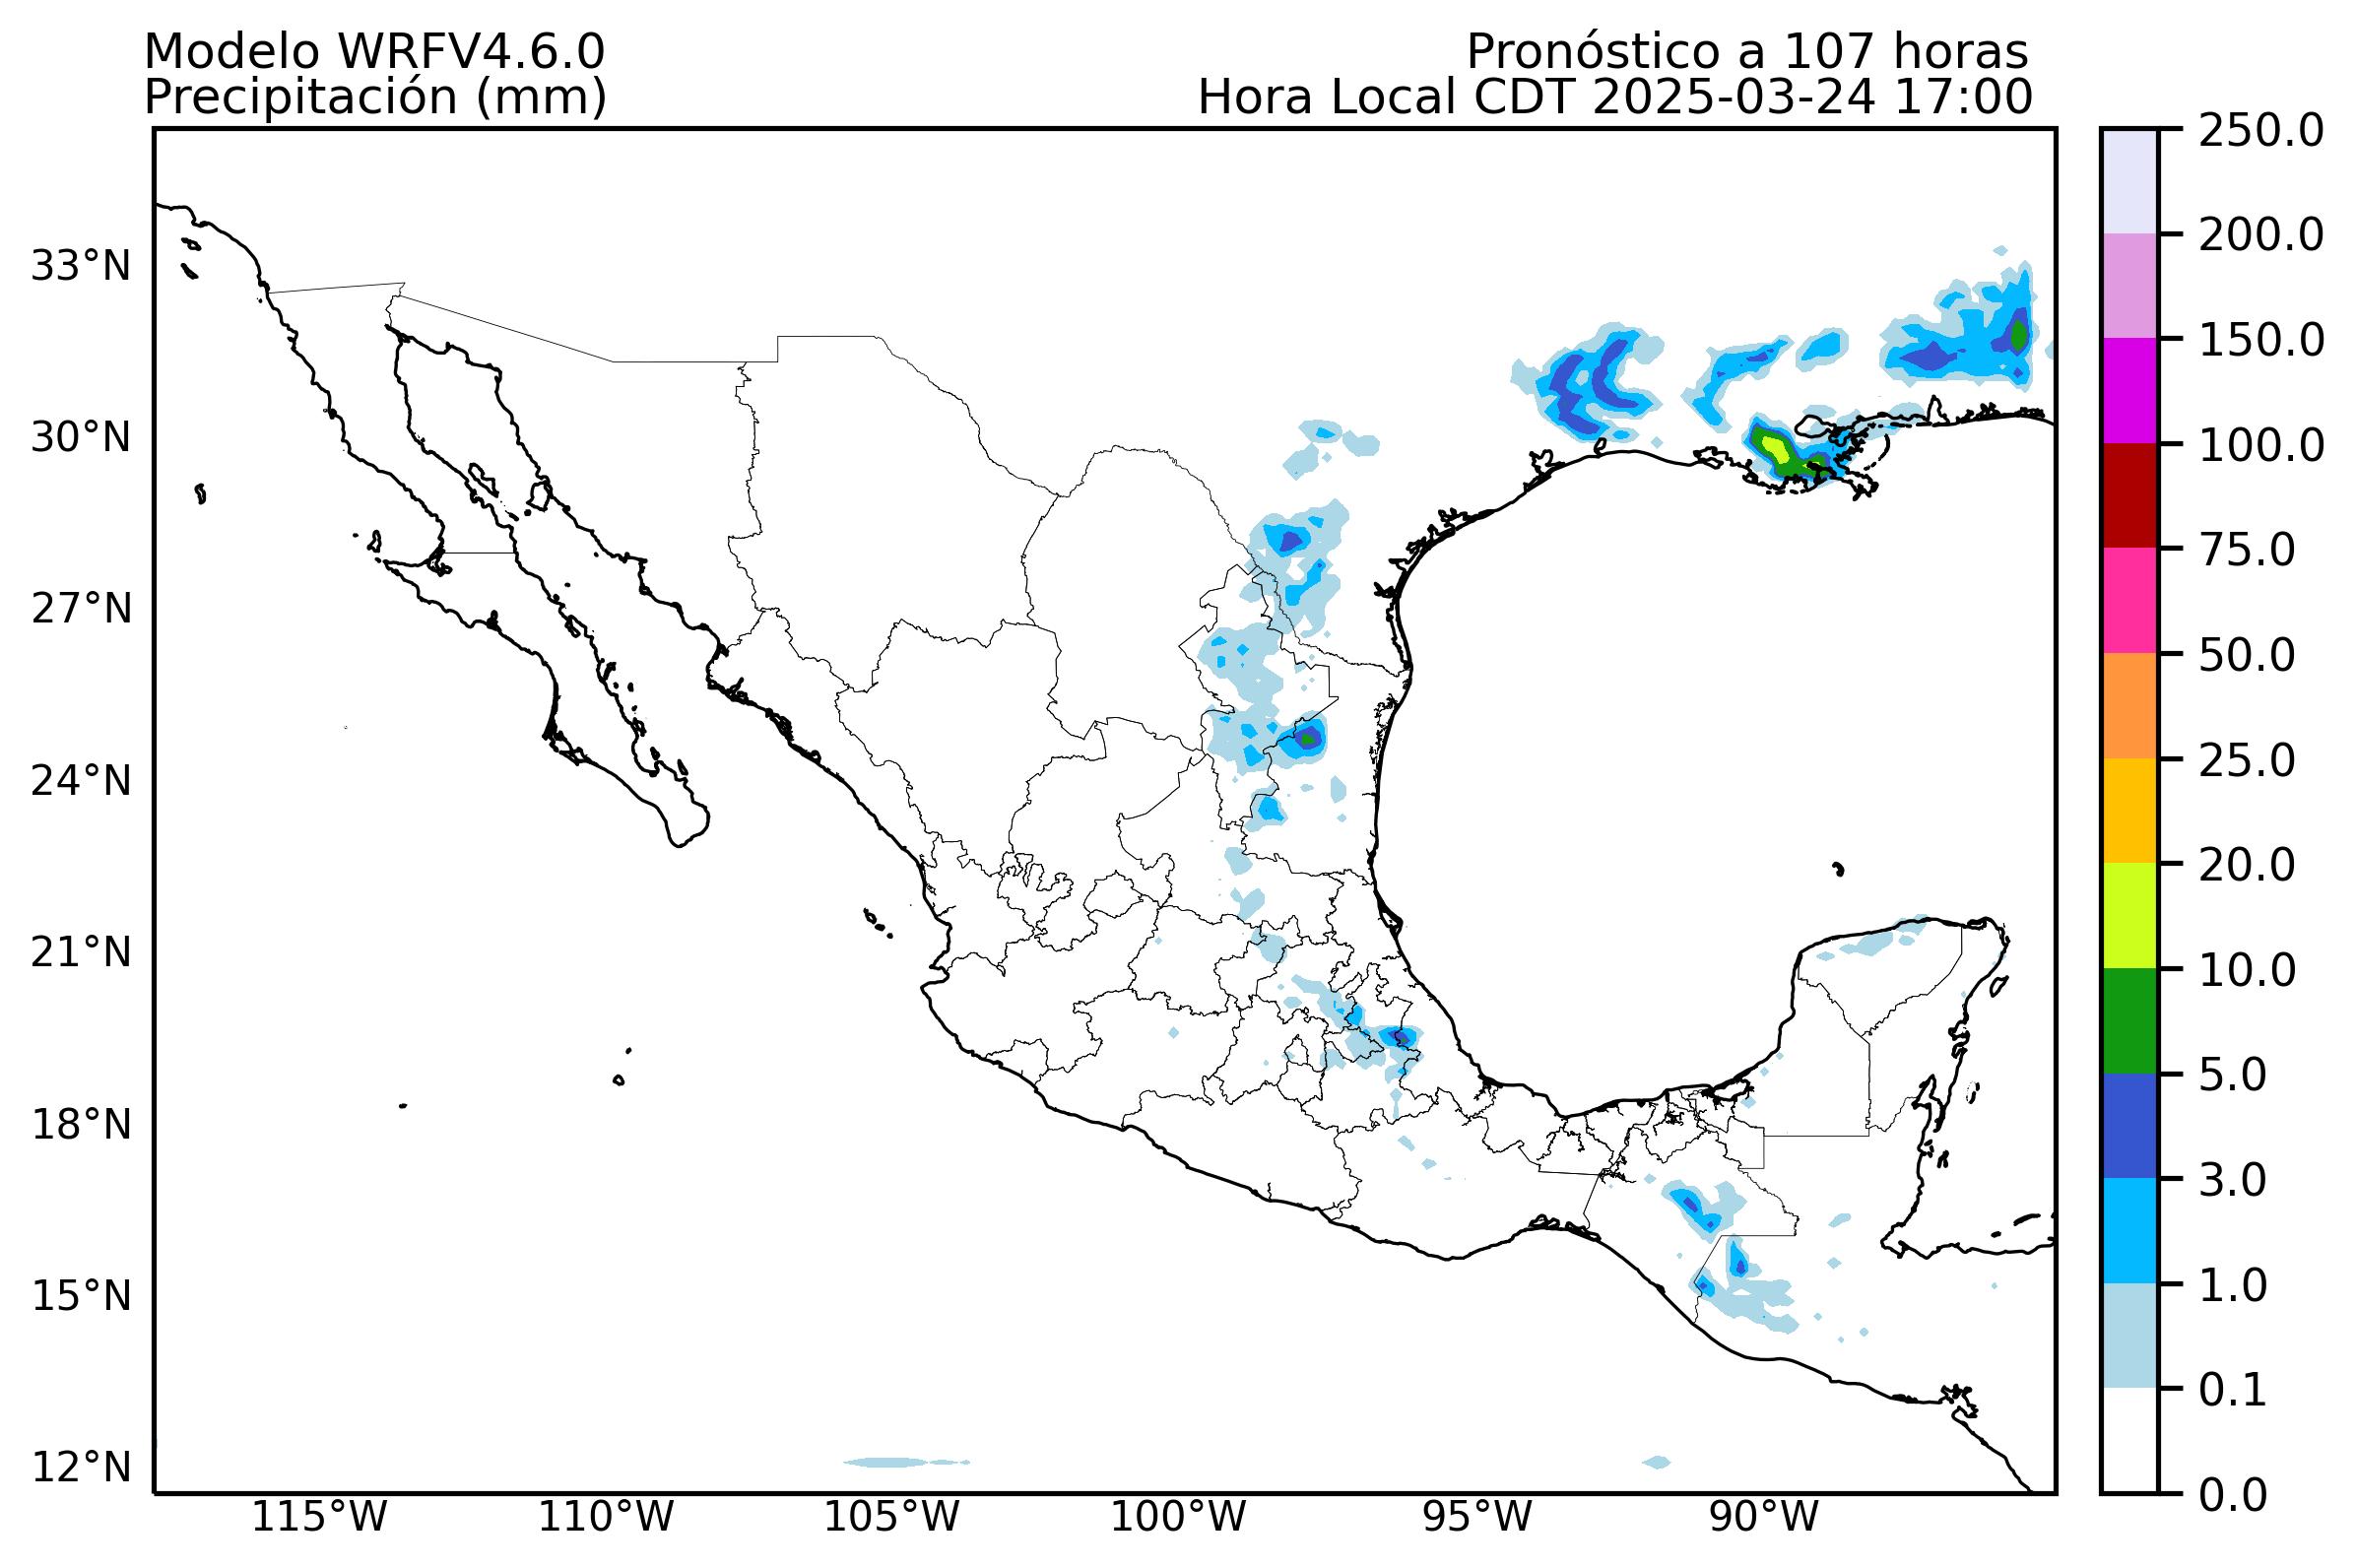 Modelo WRFV4.6.0
Pronóstico a 107 horas
Precipitación (mm)
Hora Local CDT 2025-03-24 17:00
250.0
200.0
150.0
100.0
75.0
50.0
25.0
20.0
10.0
5.0
3.0
1.0
0.1
0.0
33°N
30°N
27°N
24°N
21°N
18°N
15°N
12°N
115°W
110°W
105°W
100°W
95°W
90°W